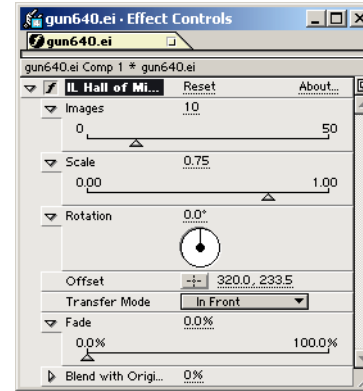 gun640.ei · Effect Controls
gun640.ei
gun640.ei Comp 1 * gun640.ei
IL Hall of Mi... Reset About...
Images 10
0 50
Scale 0.75
0.00 1.00
Rotation 0.0°
Offset 320.0, 233.5
Transfer Mode In Front
Fade 0.0%
0.0% 100.0%
Blend with Origi... 0%